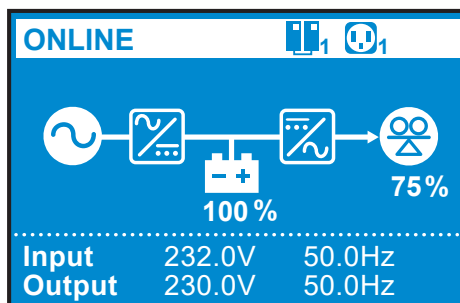 ONLINE 1 1
75%
100%
Input 232.0V 50.0Hz
Output 230.0V 50.0Hz